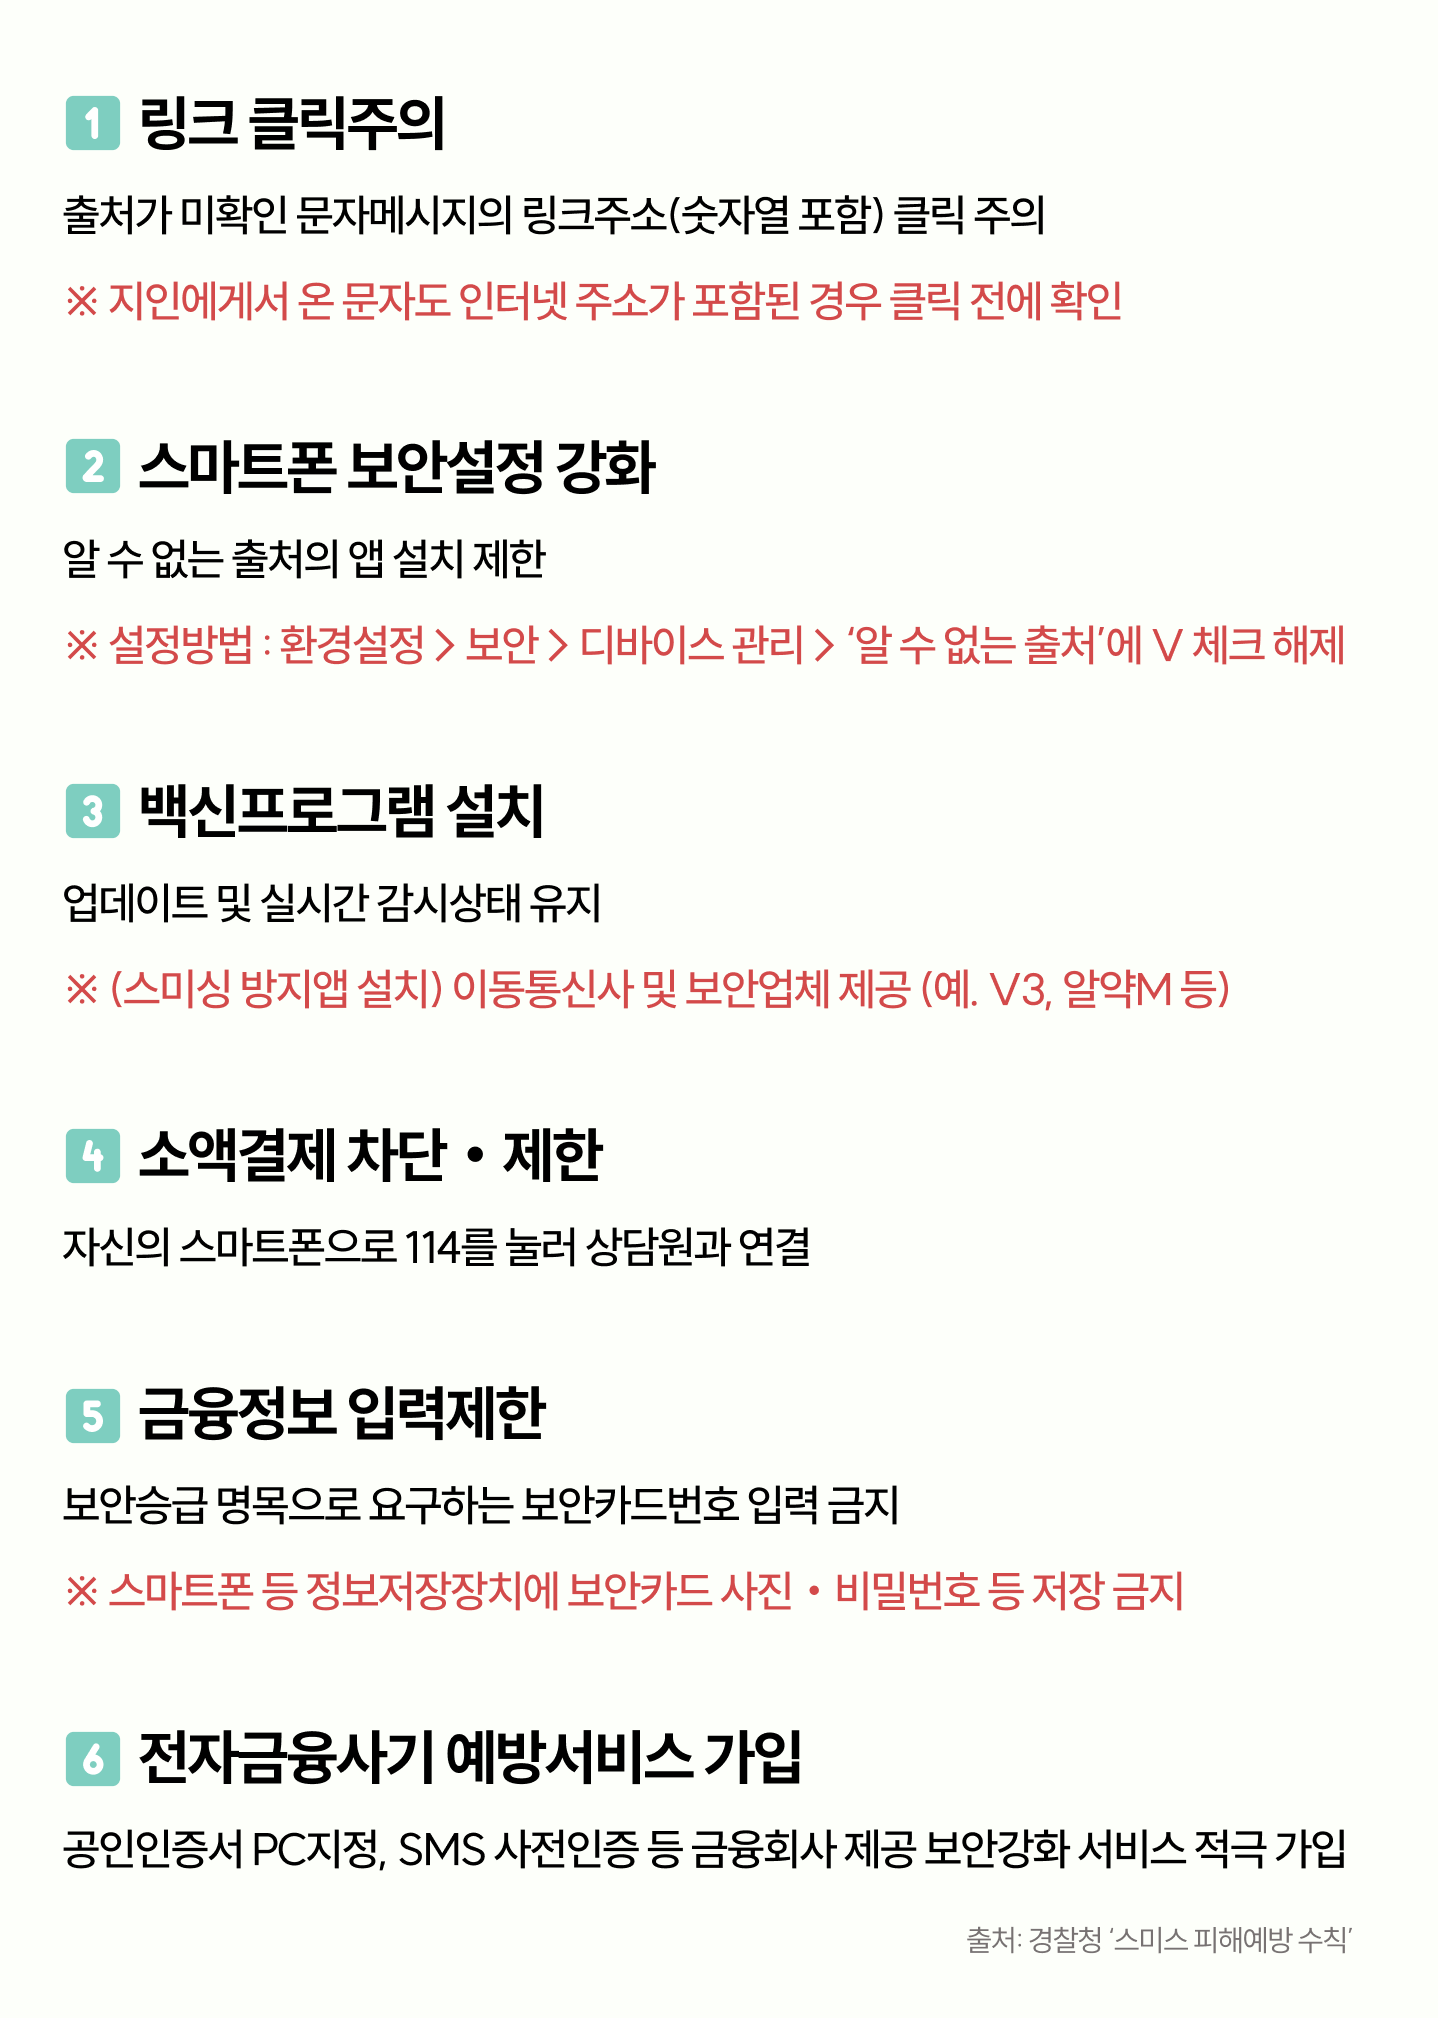 1 링크 클릭주의
출처가 미확인 문자메시지의 링크주소(숫자열 포함) 클릭 주의
※ 지인에게서 온 문자도 인터넷 주소가 포함된 경우 클릭 전에 확인
2 스마트폰 보안설정 강화
알 수 없는 출처의 앱 설치 제한
※ 설정방법 : 환경설정 > 보안 > 디바이스 관리 > ‘알 수 없는 출처’에 V 체크 해제
3 백신프로그램 설치
업데이트 및 실시간 감시상태 유지
※ (스미싱 방지앱 설치) 이동통신사 및 보안업체 제공 (예. V3, 알약M 등)
4 소액결제 차단 • 제한
자신의 스마트폰으로 114를 눌러 상담원과 연결
5 금융정보 입력제한
보안승급 명목으로 요구하는 보안카드번호 입력 금지
※ 스마트폰 등 정보저장장치에 보안카드 사진 • 비밀번호 등 저장 금지
6 전자금융사기 예방서비스 가입
공인인증서 PC지정, SMS 사전인증 등 금융회사 제공 보안강화 서비스 적극 가입
출처: 경찰청 ‘스미스 피해예방 수칙’